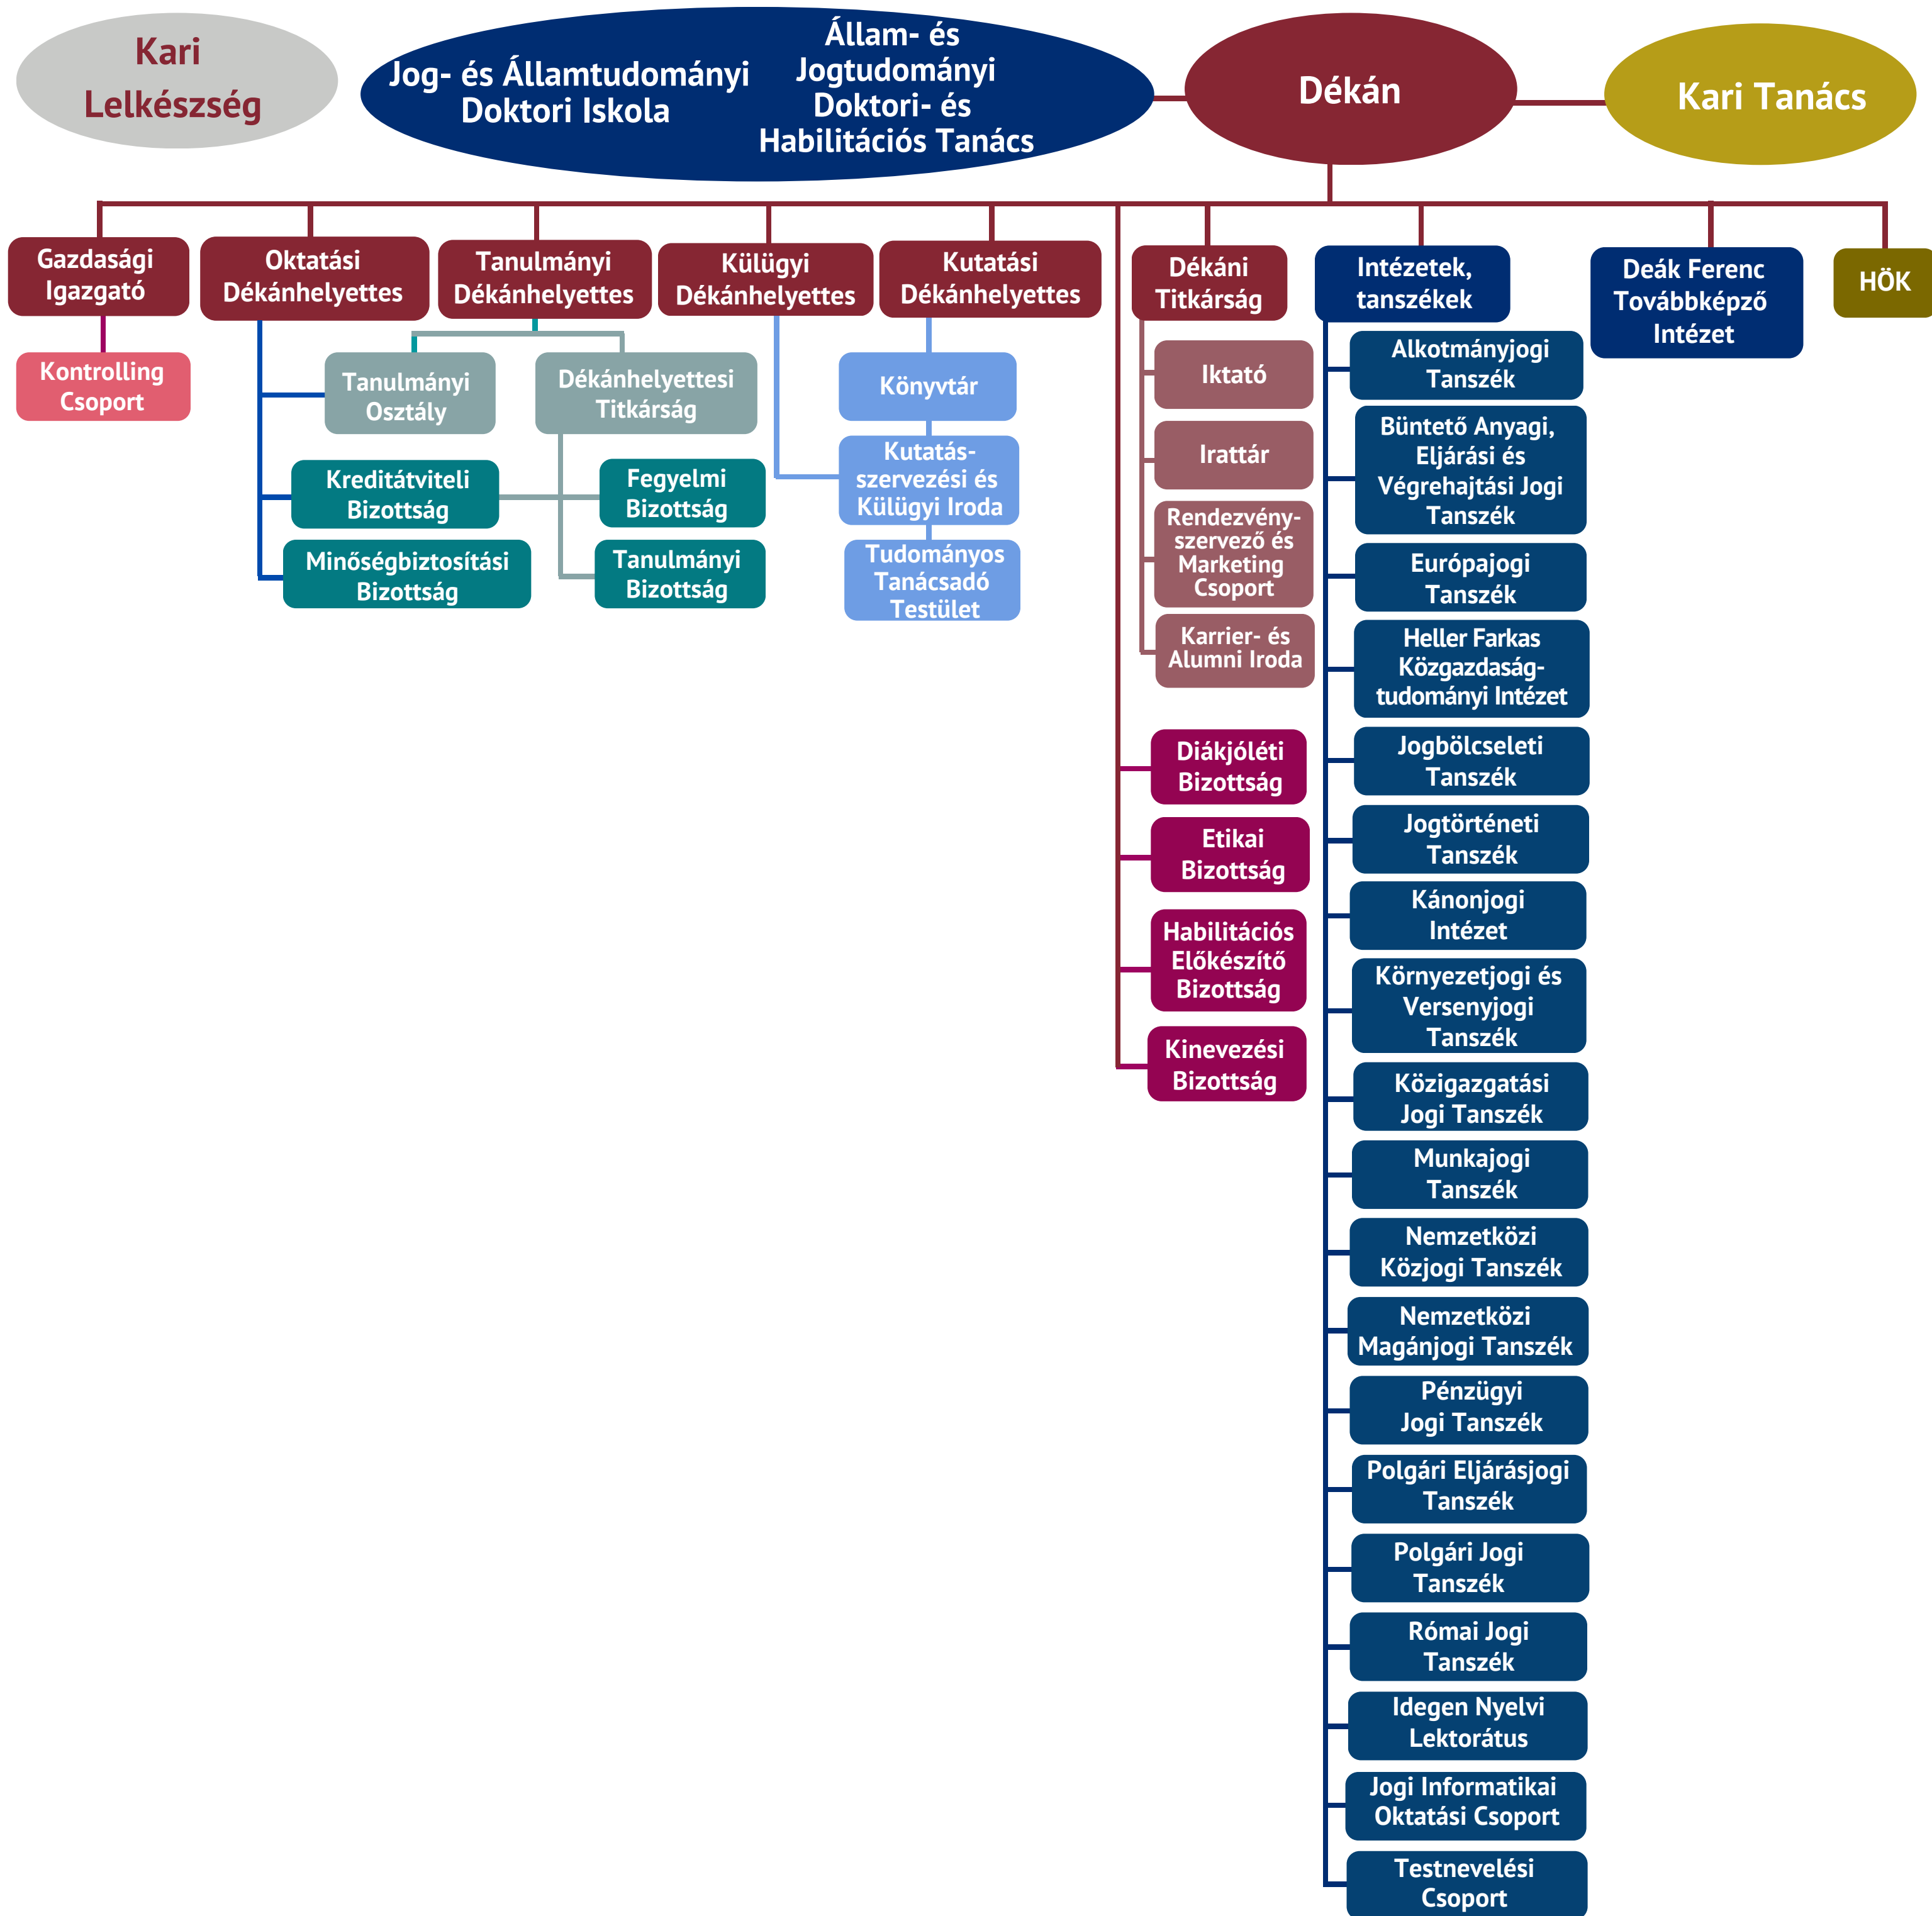 Kari
Lelkészség
Jog- és Államtudományi
Doktori Iskola
Állam- és
Jogtudományi
Doktori- és
Habilitációs Tanács
Dékán
Kari Tanács
Gazdasági
Igazgató
Oktatási
Dékánhelyettes
Tanulmányi
Dékánhelyettes
Külügyi
Dékánhelyettes
Kutatási
Dékánhelyettes
Dékáni
Titkárság
Intézetek,
tanszékek
Deák Ferenc
Továbbképző
Intézet
HÖK
Kontrolling
Csoport
Tanulmányi
Osztály
Dékánhelyettesi
Titkárság
Kreditátviteli
Bizottság
Fegyelmi
Bizottság
Minőségbiztosítási
Bizottság
Tanulmányi
Bizottság
Könyvtár
Kutatás-
szervezési és
Külügyi Iroda
Tudományos
Tanácsadó
Testület
Iktató
Irattár
Rendezvény-
szervező és
Marketing
Csoport
Karrier- és
Alumni Iroda
Diákjóléti
Bizottság
Etikai
Bizottság
Habilitációs
Előkészítő
Bizottság
Kinevezési
Bizottság
Alkotmányjogi
Tanszék
Büntető Anyagi,
Eljárási és
Végrehajtási Jogi
Tanszék
Európajogi
Tanszék
Heller Farkas
Közgazdaság-
tudományi Intézet
Jogbölcseleti
Tanszék
Jogtörténeti
Tanszék
Kánonjogi
Intézet
Környezetjogi és
Versenyjogi
Tanszék
Közigazgatási
Jogi Tanszék
Munkajogi
Tanszék
Nemzetközi
Közjogi Tanszék
Nemzetközi
Magánjogi Tanszék
Pénzügyi
Jogi Tanszék
Polgári Eljárásjogi
Tanszék
Polgári Jogi
Tanszék
Római Jogi
Tanszék
Idegen Nyelvi
Lektorátus
Jogi Informatikai
Oktatási Csoport
Testnevelési
Csoport